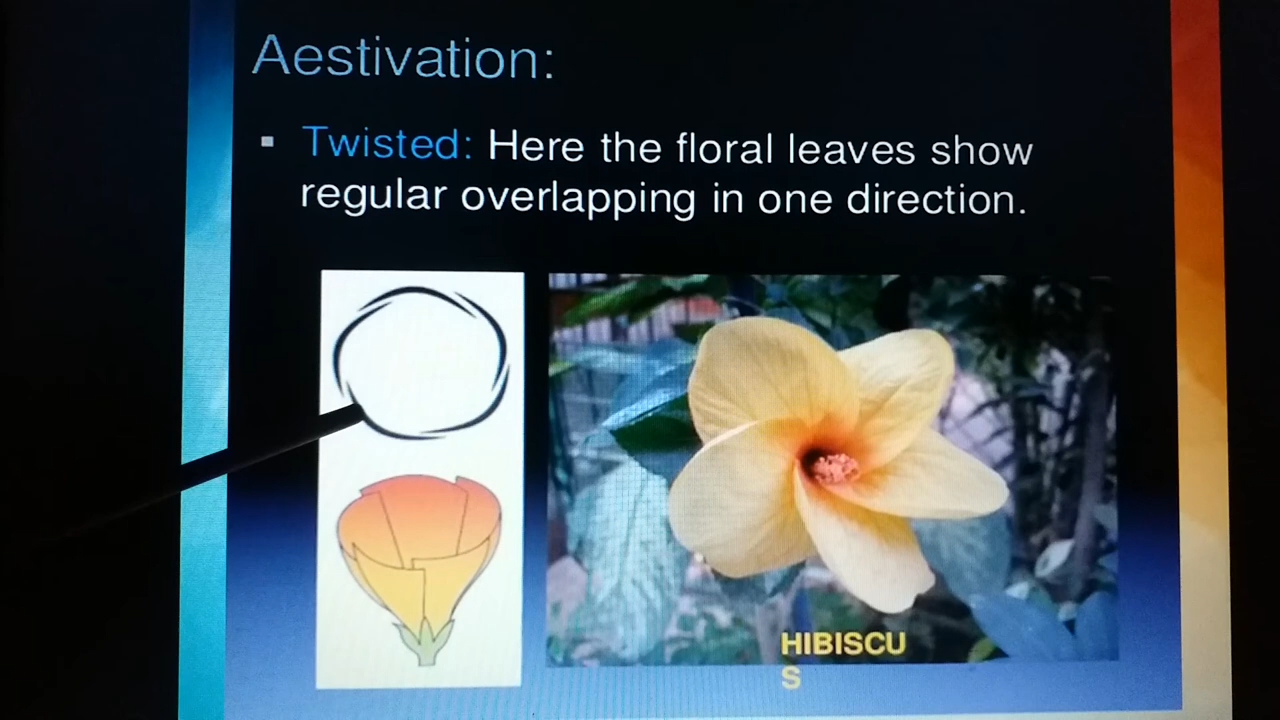 Aestivation:
Twisted: Here the floral leaves show
regular overlapping in one direction.
HIBISCU
S